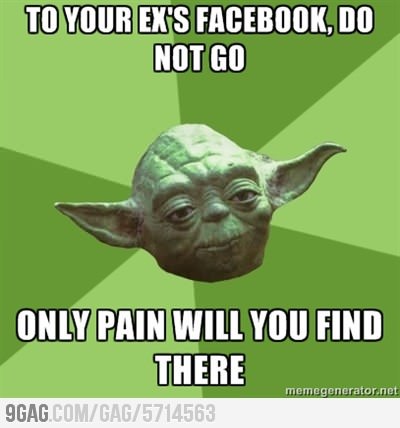 TO YOUR EX'S FACEBOOK, DO
NOT GO
ONLY PAIN WILL YOU FIND
THERE
memegenerator.net
9GAG.COM/GAG/5714563